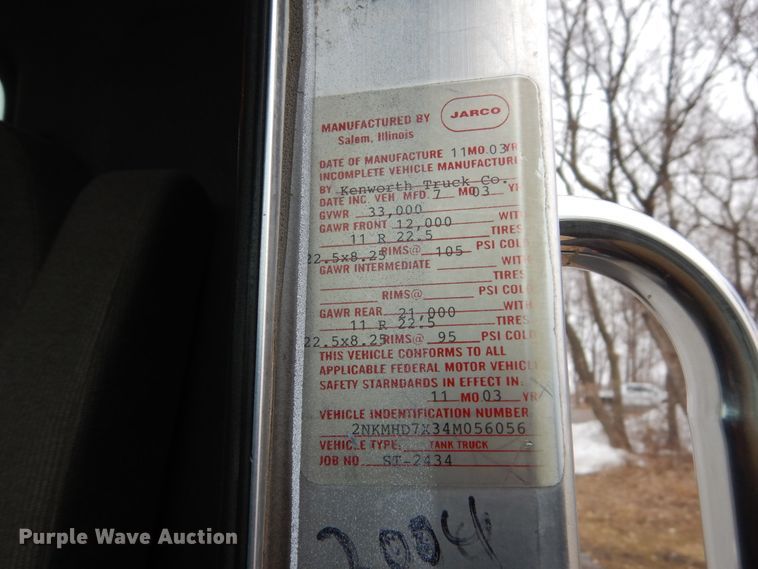 JARCO
MANUFACTURED BY
Salem, Illinois
DATE OF MANUFACTURE 11 MO. 03 YR
INCOMPLETE VEHICLE MANUFACTUR
BY Kenworth Truck Co.
DATE INC. VEH. MFD. 7 MO 03 YR
GVWR 33,000
GAWR FRONT 12,000 WITH
11 R 22.5 TIRES
22.5x8.25 RIMS@ 105 PSI COLD
GAWR INTERMEDIATE WITH
TIRES
RIMS@ PSI COLD
GAWR REAR 21,000 WITH
11 R 22.5 TIRES
22.5x8.25 RIMS@ 95 PSI COLD
THIS VEHICLE CONFORMS TO ALL
APPLICABLE FEDERAL MOTOR VEHICL
SAFETY STANDARDS IN EFFECT IN.
11 MO 03 YR
VEHICLE INDENTIFICATION NUMBER
2NKMHD7X34M056056
VEHICLE TYPE TANK TRUCK
JOB NO ST-2434
2004
Purple Wave Auction